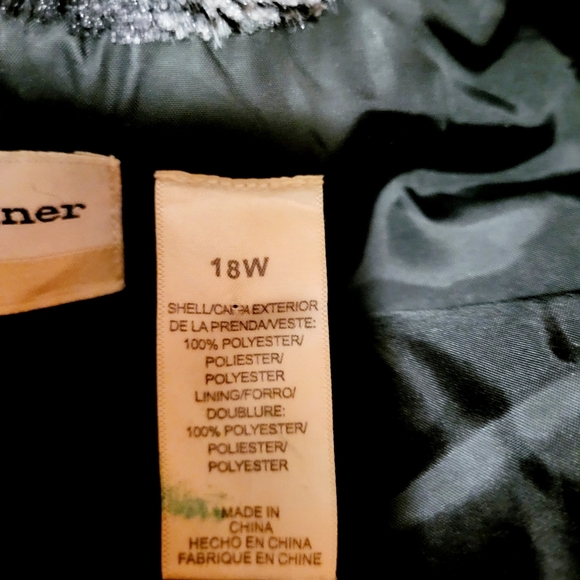 ner
18W
SHELL/CAPA EXTERIOR
DE LA PRENDA/VESTE:
100% POLYESTER/
POLIESTER/
POLYESTER
LINING/FORRO/
DOUBLURE:
100% POLYESTER/
POLIESTER/
POLYESTER
MADE IN
CHINA
HECHO EN CHINA
FABRIQUE EN CHINE